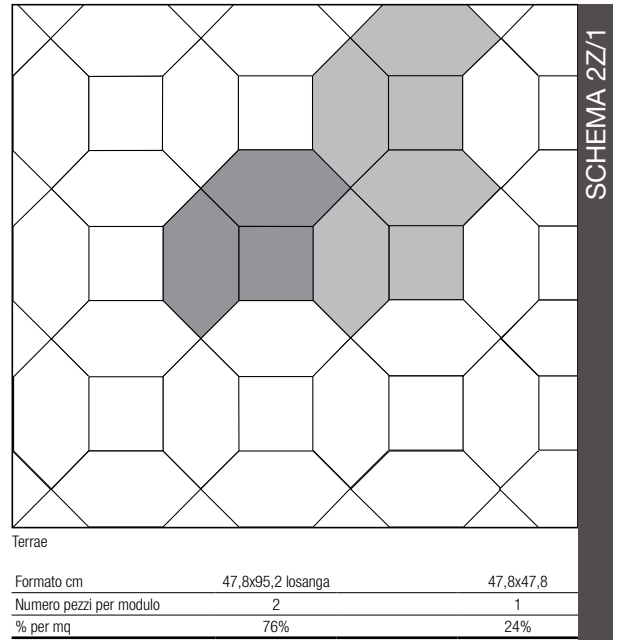 SCHEMA 2Z/1
Terrae
Formato cm 47,8x95,2 losanga 47,8x47,8
Numero pezzi per modulo 2 1
% per mq 76% 24%